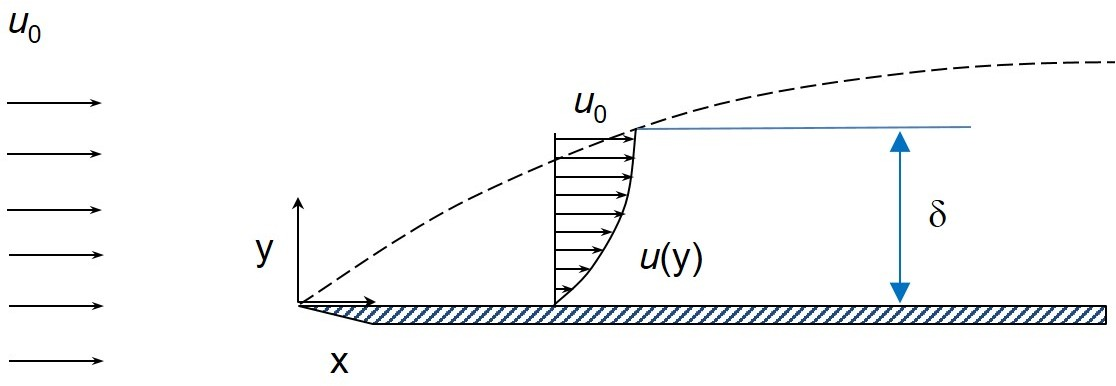 u₀
u₀
y
δ
u(y)
x